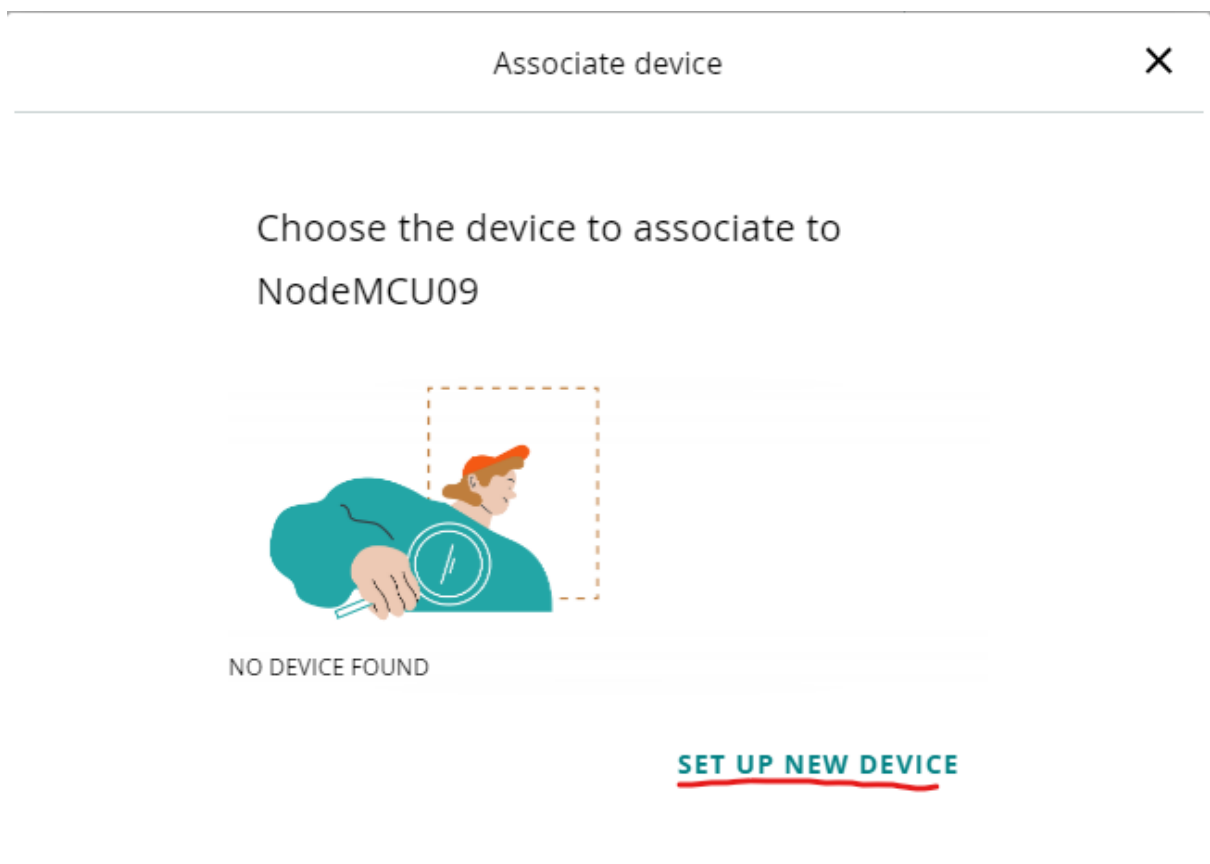 Associate device
Choose the device to associate to
NodeMCU09
NO DEVICE FOUND
SET UP NEW DEVICE